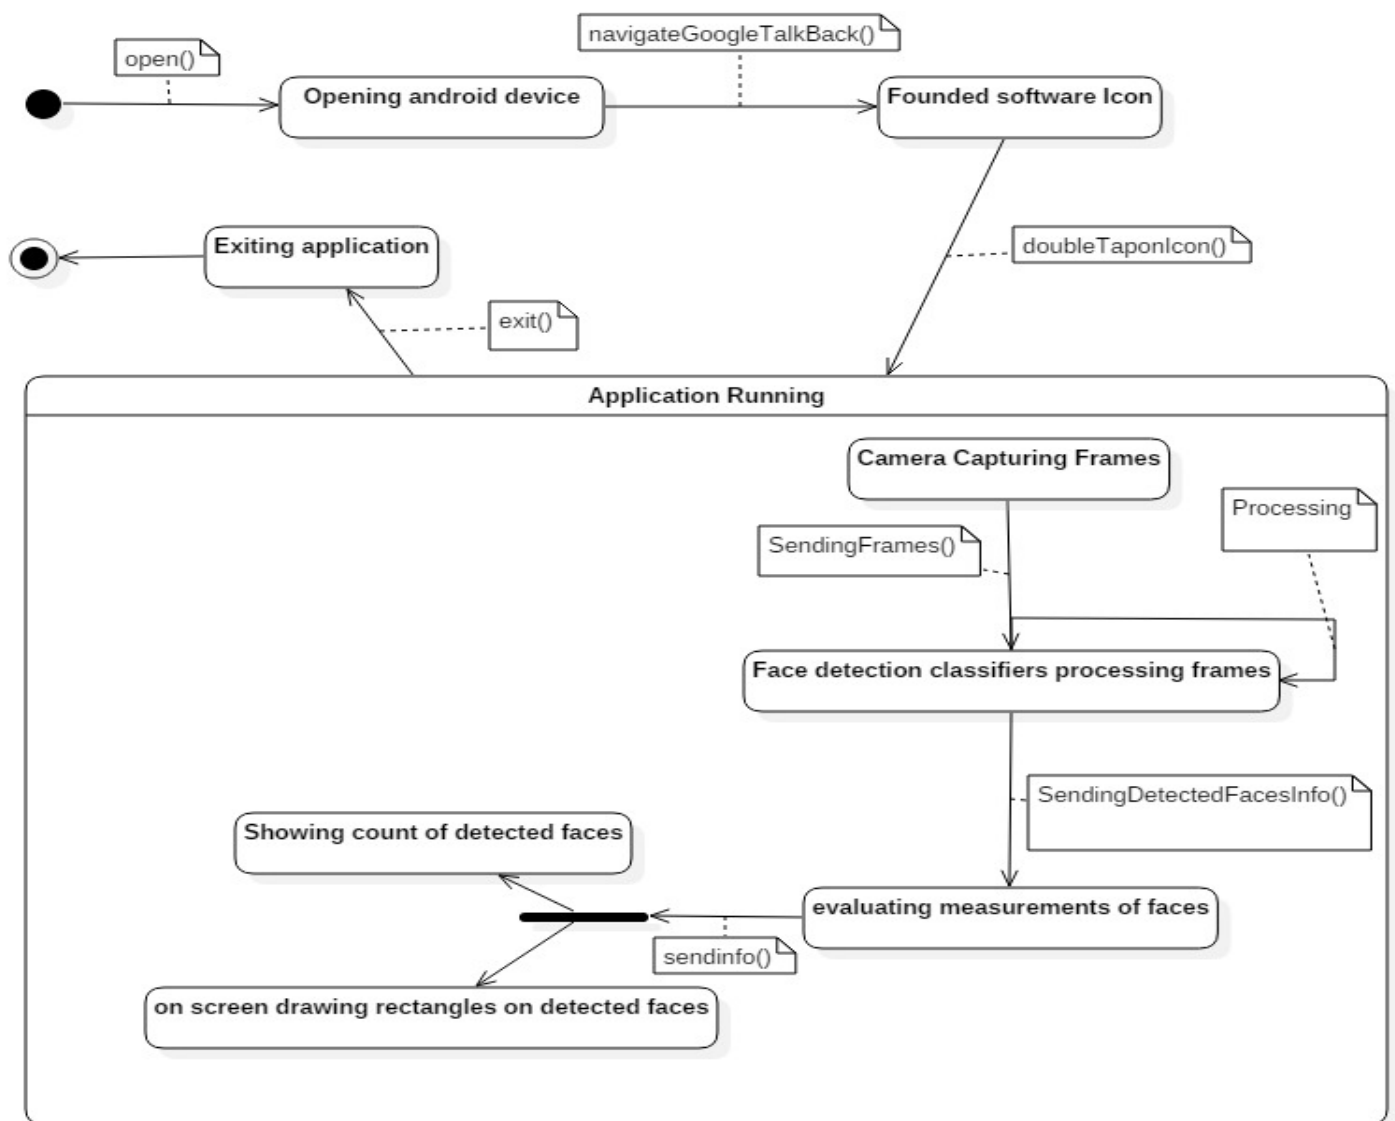 navigateGoogleTalkBack()
open()
Opening android device
Founded software Icon
Exiting application
doubleTaponIcon()
exit()
Application Running
Camera Capturing Frames
Processing
SendingFrames()
Face detection classifiers processing frames
SendingDetectedFacesInfo()
Showing count of detected faces
evaluating measurements of faces
sendinfo()
on screen drawing rectangles on detected faces